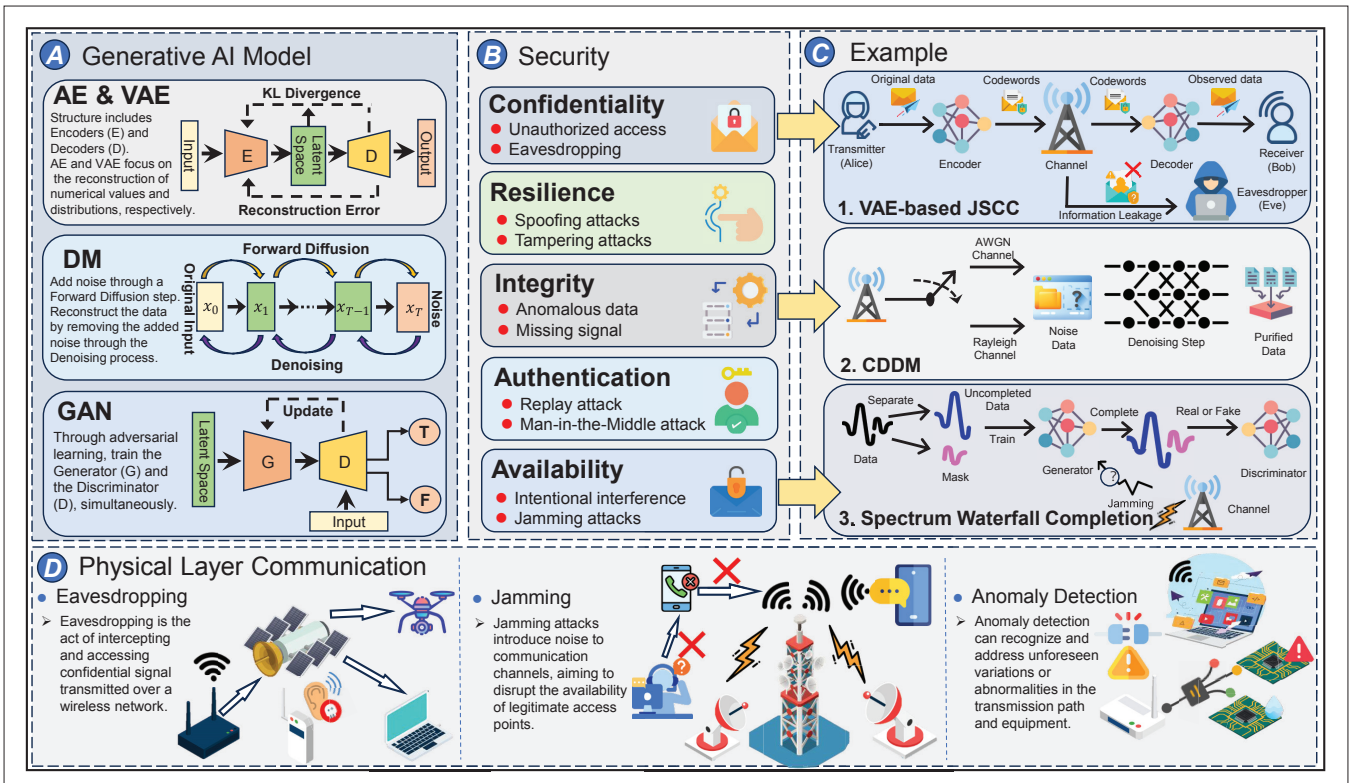 A Generative AI Model
AE & VAE
Structure includes
Encoders (E) and
Decoders (D).
AE and VAE focus on
the reconstruction of
numerical values and
distributions, respectively.
KL Divergence
Input
E
Latent
Space
D
Output
Reconstruction Error
DM
Add noise through a
Forward Diffusion step.
Reconstruct the data
by removing the added
noise through the
Denoising process.
Forward Diffusion
Original Input
x0
x1
xT−1
xT
Noise
Denoising
GAN
Through adversarial
learning, train the
Generator (G) and
the Discriminator
(D), simultaneously.
Update
Latent Space
G
D
T
F
Input
B Security
Confidentiality
Unauthorized access
Eavesdropping
Resilience
Spoofing attacks
Tampering attacks
Integrity
Anomalous data
Missing signal
Authentication
Replay attack
Man-in-the-Middle attack
Availability
Intentional interference
Jamming attacks
C Example
Original data
Codewords
Codewords
Observed data
Transmitter
(Alice)
Encoder
Channel
Decoder
Receiver
(Bob)
Information Leakage
Eavesdropper
(Eve)
1. VAE-based JSCC
AWGN
Channel
Rayleigh
Channel
Noise
Data
Denoising Step
Purified
Data
2. CDDM
Separate
Data
Mask
Uncompleted
Data
Train
Generator
Complete
Real or Fake
Discriminator
?
Jamming
Channel
3. Spectrum Waterfall Completion
D Physical Layer Communication
Eavesdropping
Eavesdropping is the
act of intercepting
and accessing
confidential signal
transmitted over a
wireless network.
Jamming
Jamming attacks
introduce noise to
communication
channels, aiming to
disrupt the availability
of legitimate access
points.
Anomaly Detection
Anomaly detection
can recognize and
address unforeseen
variations or
abnormalities in the
transmission path
and equipment.